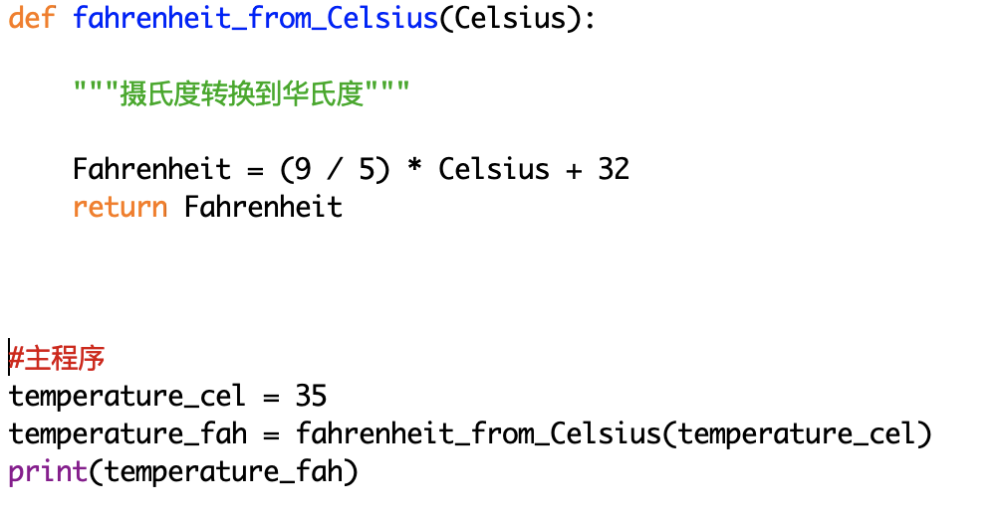 def fahrenheit_from_Celsius(Celsius):
"""摄氏度转换到华氏度"""
Fahrenheit = (9 / 5) * Celsius + 32
return Fahrenheit
#主程序
temperature_cel = 35
temperature_fah = fahrenheit_from_Celsius(temperature_cel)
print(temperature_fah)